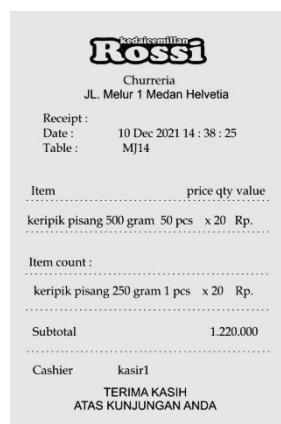 kedaicemillan
Rossi
Churreria
JL. Melur 1 Medan Helvetia
Receipt :
Date : 10 Dec 2021 14 : 38 : 25
Table : MJ14
Item price qty value
keripik pisang 500 gram 50 pcs x 20 Rp.
Item count :
keripik pisang 250 gram 1 pcs x 20 Rp.
Subtotal 1.220.000
Cashier kasir1
TERIMA KASIH
ATAS KUNJUNGAN ANDA